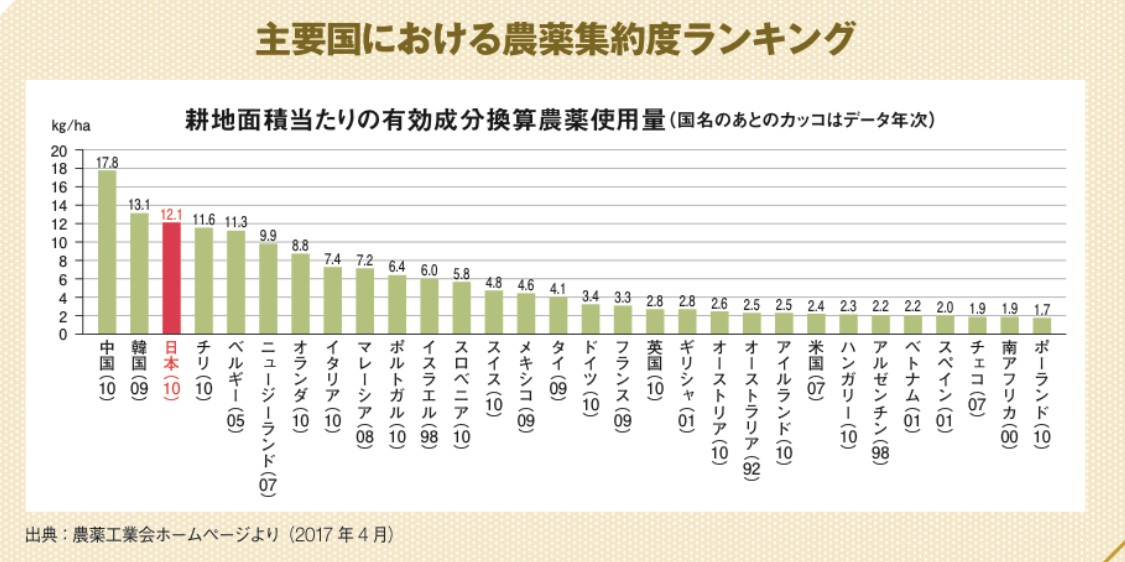 主要国における農薬集約度ランキング
耕地面積当たりの有効成分換算農薬使用量(国名のあとのカッコはデータ年次)
kg/ha
20
18
16
14
12
10
8
6
4
2
0
17.8
13.1
12.1
11.6
11.3
9.9
8.8
7.4
7.2
6.4
6.0
5.8
4.8
4.6
4.1
3.4
3.3
2.8
2.8
2.6
2.5
2.5
2.4
2.3
2.2
2.2
2.0
1.9
1.9
1.7
中国(10)
韓国(09)
日本(10)
チリ(10)
ベルギー(05)
ニュージーランド(07)
オランダ(10)
イタリア(10)
マレーシア(08)
ポルトガル(10)
イスラエル(98)
スロベニア(10)
スイス(10)
メキシコ(09)
タイ(09)
ドイツ(10)
フランス(09)
英国(10)
ギリシャ(01)
オーストリア(10)
オーストラリア(92)
アイルランド(10)
米国(07)
ハンガリー(10)
アルゼンチン(98)
ベトナム(01)
スペイン(01)
チェコ(07)
南アフリカ(00)
ポーランド(10)
出典:農薬工業会ホームページより(2017年4月)